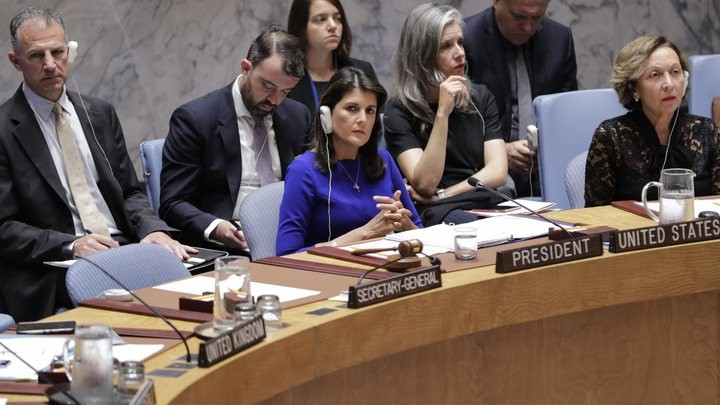 UNITED KINGDOM
SECRETARY-GENERAL
PRESIDENT
UNITED STATES